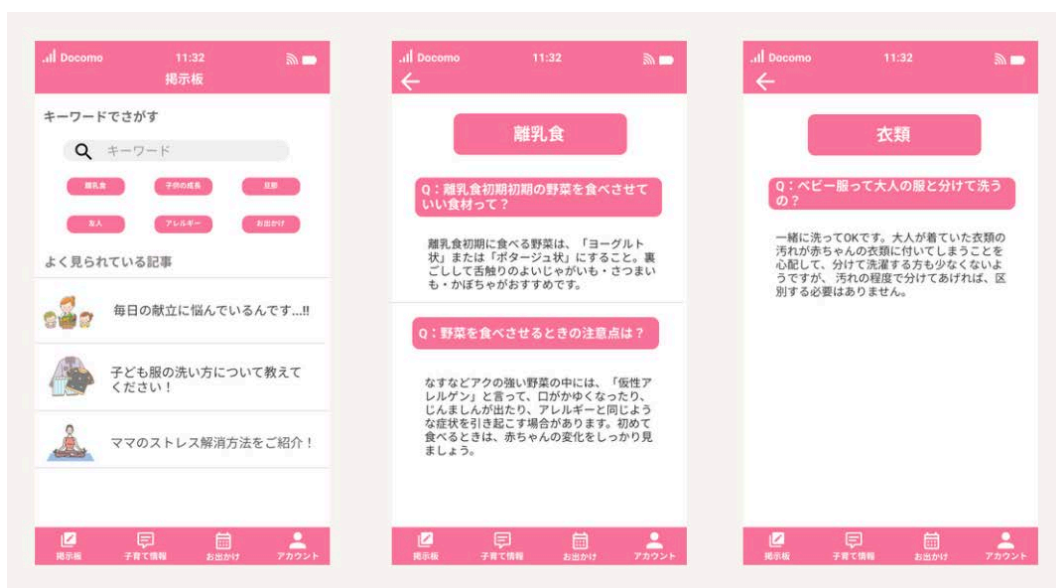 Docomo 11:32
掲示板
キーワードでさがす
キーワード
離乳食 子供の成長 旦那
友人 アレルギー お出かけ
よく見られている記事
毎日の献立に悩んでいるんです...!!
子ども服の洗い方について教えて
ください！
ママのストレス解消方法をご紹介！
掲示板 子育て情報 お出かけ アカウント
Docomo 11:32
離乳食
Q：離乳食初期初期の野菜を食べさせて
いい食材って？
離乳食初期に食べる野菜は、「ヨーグルト
状」または「ポタージュ状」にすること。裏
ごしして舌触りのよいじゃがいも・さつまい
も・かぼちゃがおすすめです。
Q：野菜を食べさせるときの注意点は？
なすなどアクの強い野菜の中には、「仮性ア
レルゲン」と言って、口がかゆくなったり、
じんましんが出たり、アレルギーと同じよう
な症状を引き起こす場合があります。初めて
食べるときは、赤ちゃんの変化をしっかり見
ましょう。
掲示板 子育て情報 お出かけ アカウント
Docomo 11:32
衣類
Q：ベビー服って大人の服と分けて洗う
の？
一緒に洗ってOKです。大人が着ていた衣類の
汚れが赤ちゃんの衣類に付いてしまうことを
心配して、分けて洗濯する方も少なくないよ
うですが、 汚れの程度で分けてあげれば、区
別する必要はありません。
掲示板 子育て情報 お出かけ アカウント